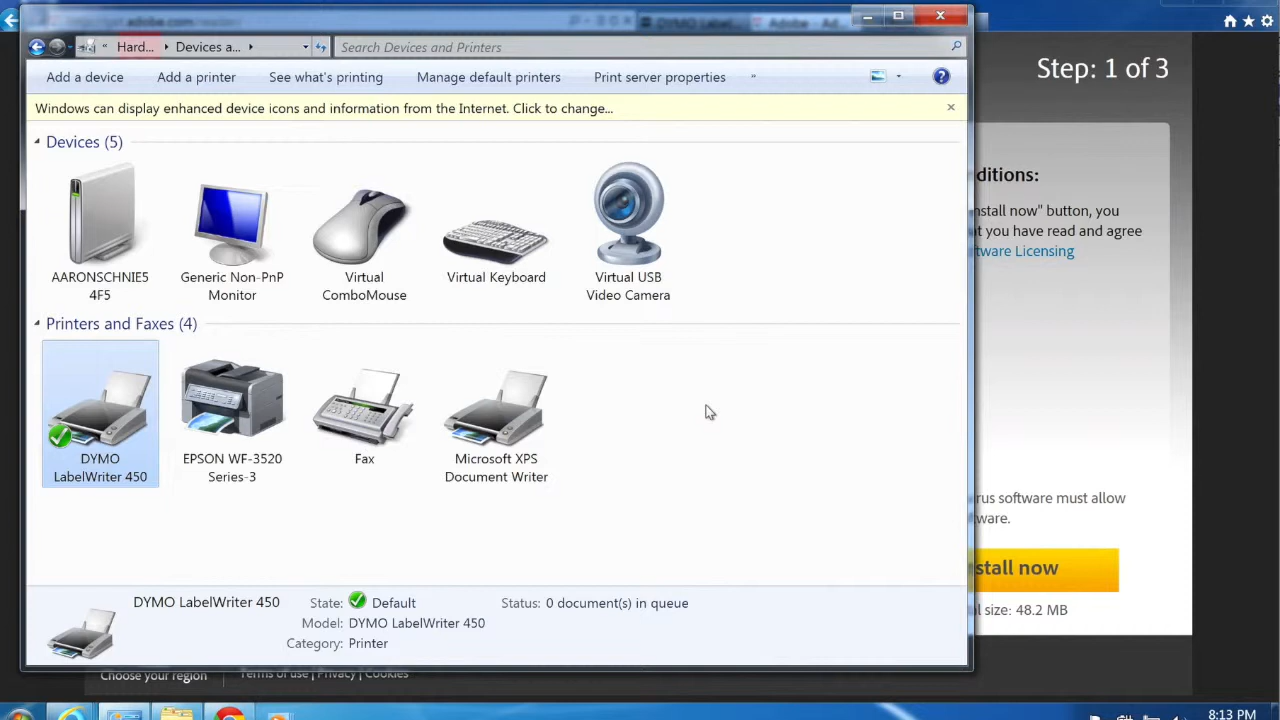 Hard...
Devices a...
Search Devices and Printers
Add a device
Add a printer
See what's printing
Manage default printers
Print server properties
»
Windows can display enhanced device icons and information from the Internet. Click to change...
Devices (5)
AARONSCHNIE5
4F5
Generic Non-PnP
Monitor
Virtual
ComboMouse
Virtual Keyboard
Virtual USB
Video Camera
Printers and Faxes (4)
DYMO
LabelWriter 450
EPSON WF-3520
Series-3
Fax
Microsoft XPS
Document Writer
DYMO LabelWriter 450
State: Default
Status: 0 document(s) in queue
Model: DYMO LabelWriter 450
Category: Printer
Step: 1 of 3
ditions:
nstall now" button, you
t you have read and agree
tware Licensing
rus software must allow
ware.
stall now
l size: 48.2 MB
Choose your region
Terms of use | Privacy | Cookies
8:13 PM